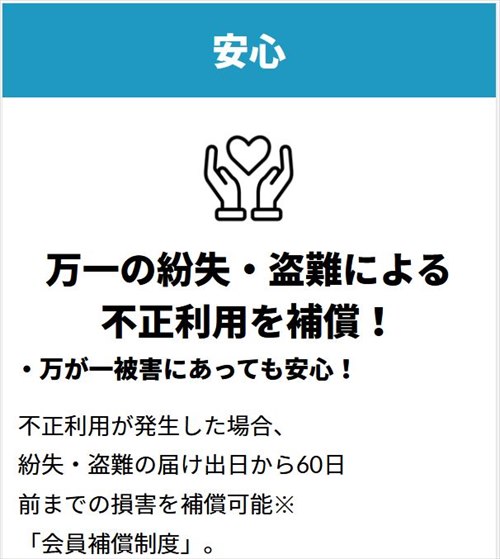 安心
万一の紛失・盗難による
不正利用を補償！
・万が一被害にあっても安心！
不正利用が発生した場合、
紛失・盗難の届け出日から60日
前までの損害を補償可能※
「会員補償制度」。